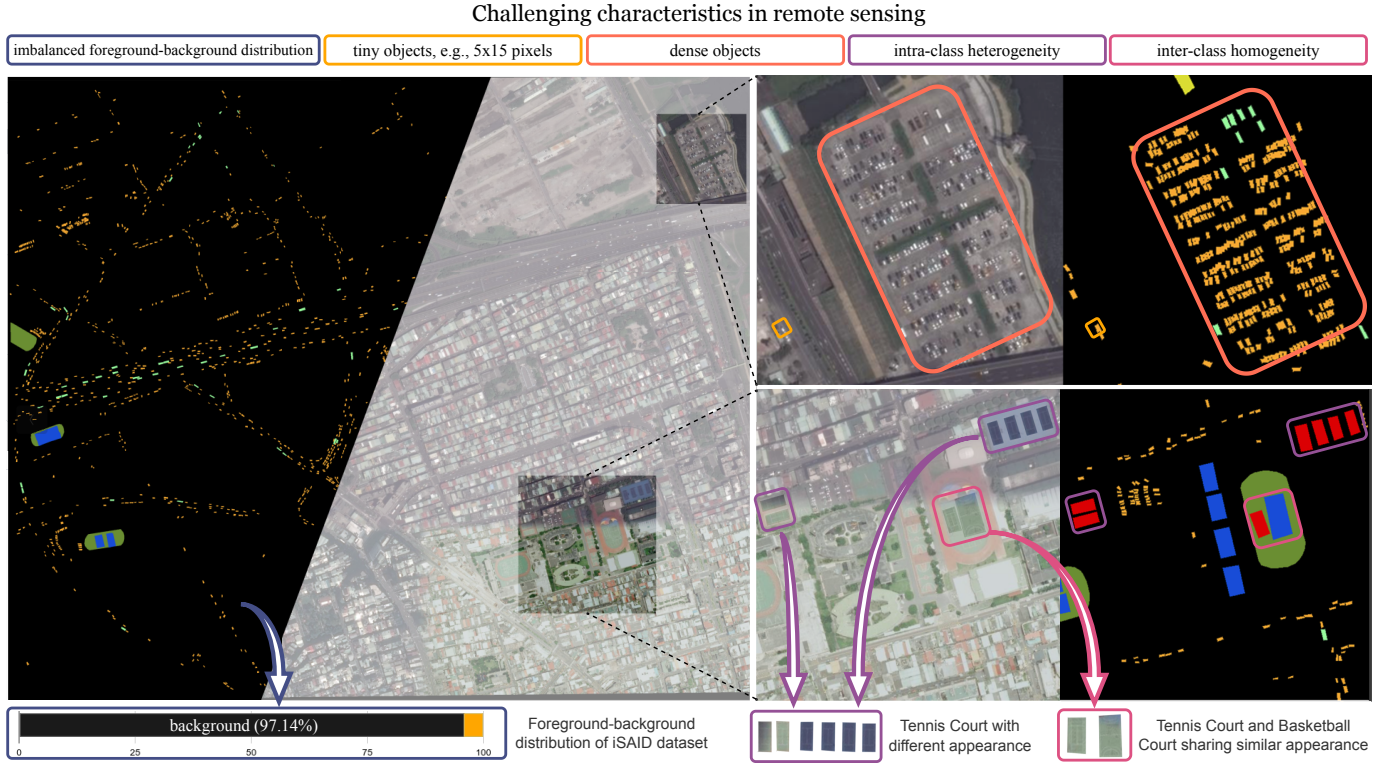 Challenging characteristics in remote sensing
imbalanced foreground-background distribution
tiny objects, e.g., 5x15 pixels
dense objects
intra-class heterogeneity
inter-class homogeneity
background (97.14%)
0 25 50 75 100
Foreground-background
distribution of iSAID dataset
Tennis Court with
different appearance
Tennis Court and Basketball
Court sharing similar appearance